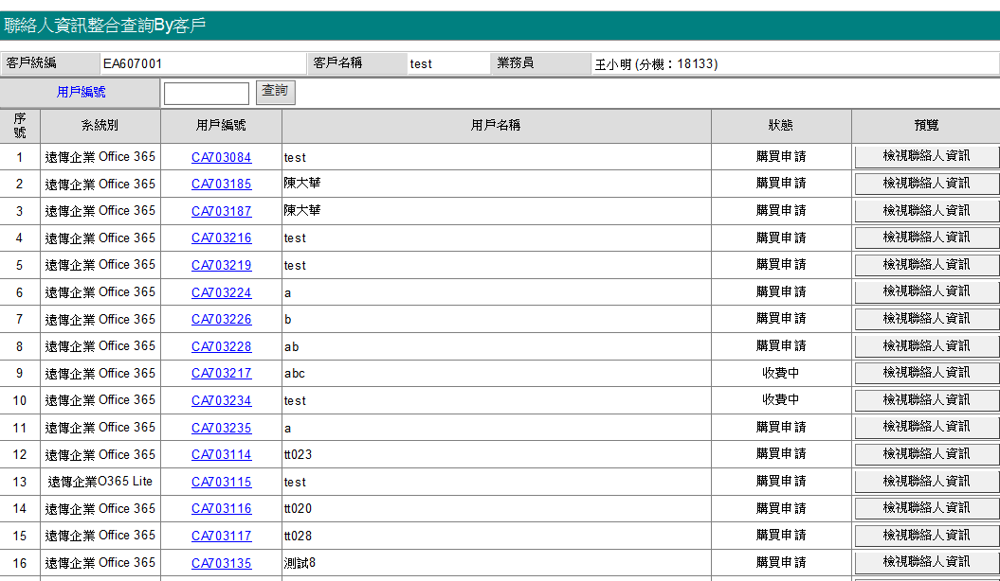 聯絡人資訊整合查詢By客戶
客戶統編 EA607001 客戶名稱 test 業務員 王小明 (分機：18133)
用戶編號 查詢
序號 系統別 用戶編號 用戶名稱 狀態 預覽
1 遠傳企業 Office 365 CA703084 test 購買申請 檢視聯絡人資訊
2 遠傳企業 Office 365 CA703185 陳大華 購買申請 檢視聯絡人資訊
3 遠傳企業 Office 365 CA703187 陳大華 購買申請 檢視聯絡人資訊
4 遠傳企業 Office 365 CA703216 test 購買申請 檢視聯絡人資訊
5 遠傳企業 Office 365 CA703219 test 購買申請 檢視聯絡人資訊
6 遠傳企業 Office 365 CA703224 a 購買申請 檢視聯絡人資訊
7 遠傳企業 Office 365 CA703226 b 購買申請 檢視聯絡人資訊
8 遠傳企業 Office 365 CA703228 ab 購買申請 檢視聯絡人資訊
9 遠傳企業 Office 365 CA703217 abc 收費中 檢視聯絡人資訊
10 遠傳企業 Office 365 CA703234 test 收費中 檢視聯絡人資訊
11 遠傳企業 Office 365 CA703235 a 購買申請 檢視聯絡人資訊
12 遠傳企業 Office 365 CA703114 tt023 購買申請 檢視聯絡人資訊
13 遠傳企業O365 Lite CA703115 test 購買申請 檢視聯絡人資訊
14 遠傳企業 Office 365 CA703116 tt020 購買申請 檢視聯絡人資訊
15 遠傳企業 Office 365 CA703117 tt028 購買申請 檢視聯絡人資訊
16 遠傳企業 Office 365 CA703135 測試8 購買申請 檢視聯絡人資訊